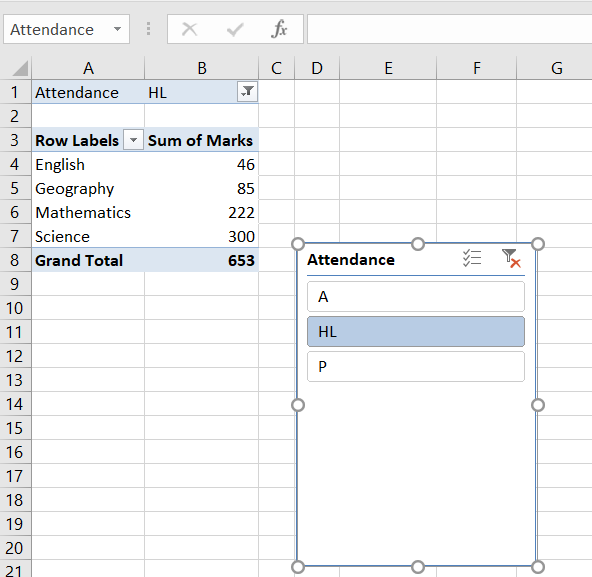 Attendance fx
A B C D E F G
1 Attendance HL
2
3 Row Labels Sum of Marks
4 English 46
5 Geography 85
6 Mathematics 222
7 Science 300
8 Grand Total 653
Attendance
9
10 A
11 HL
12
13 P
14
15
16
17
18
19
20
21